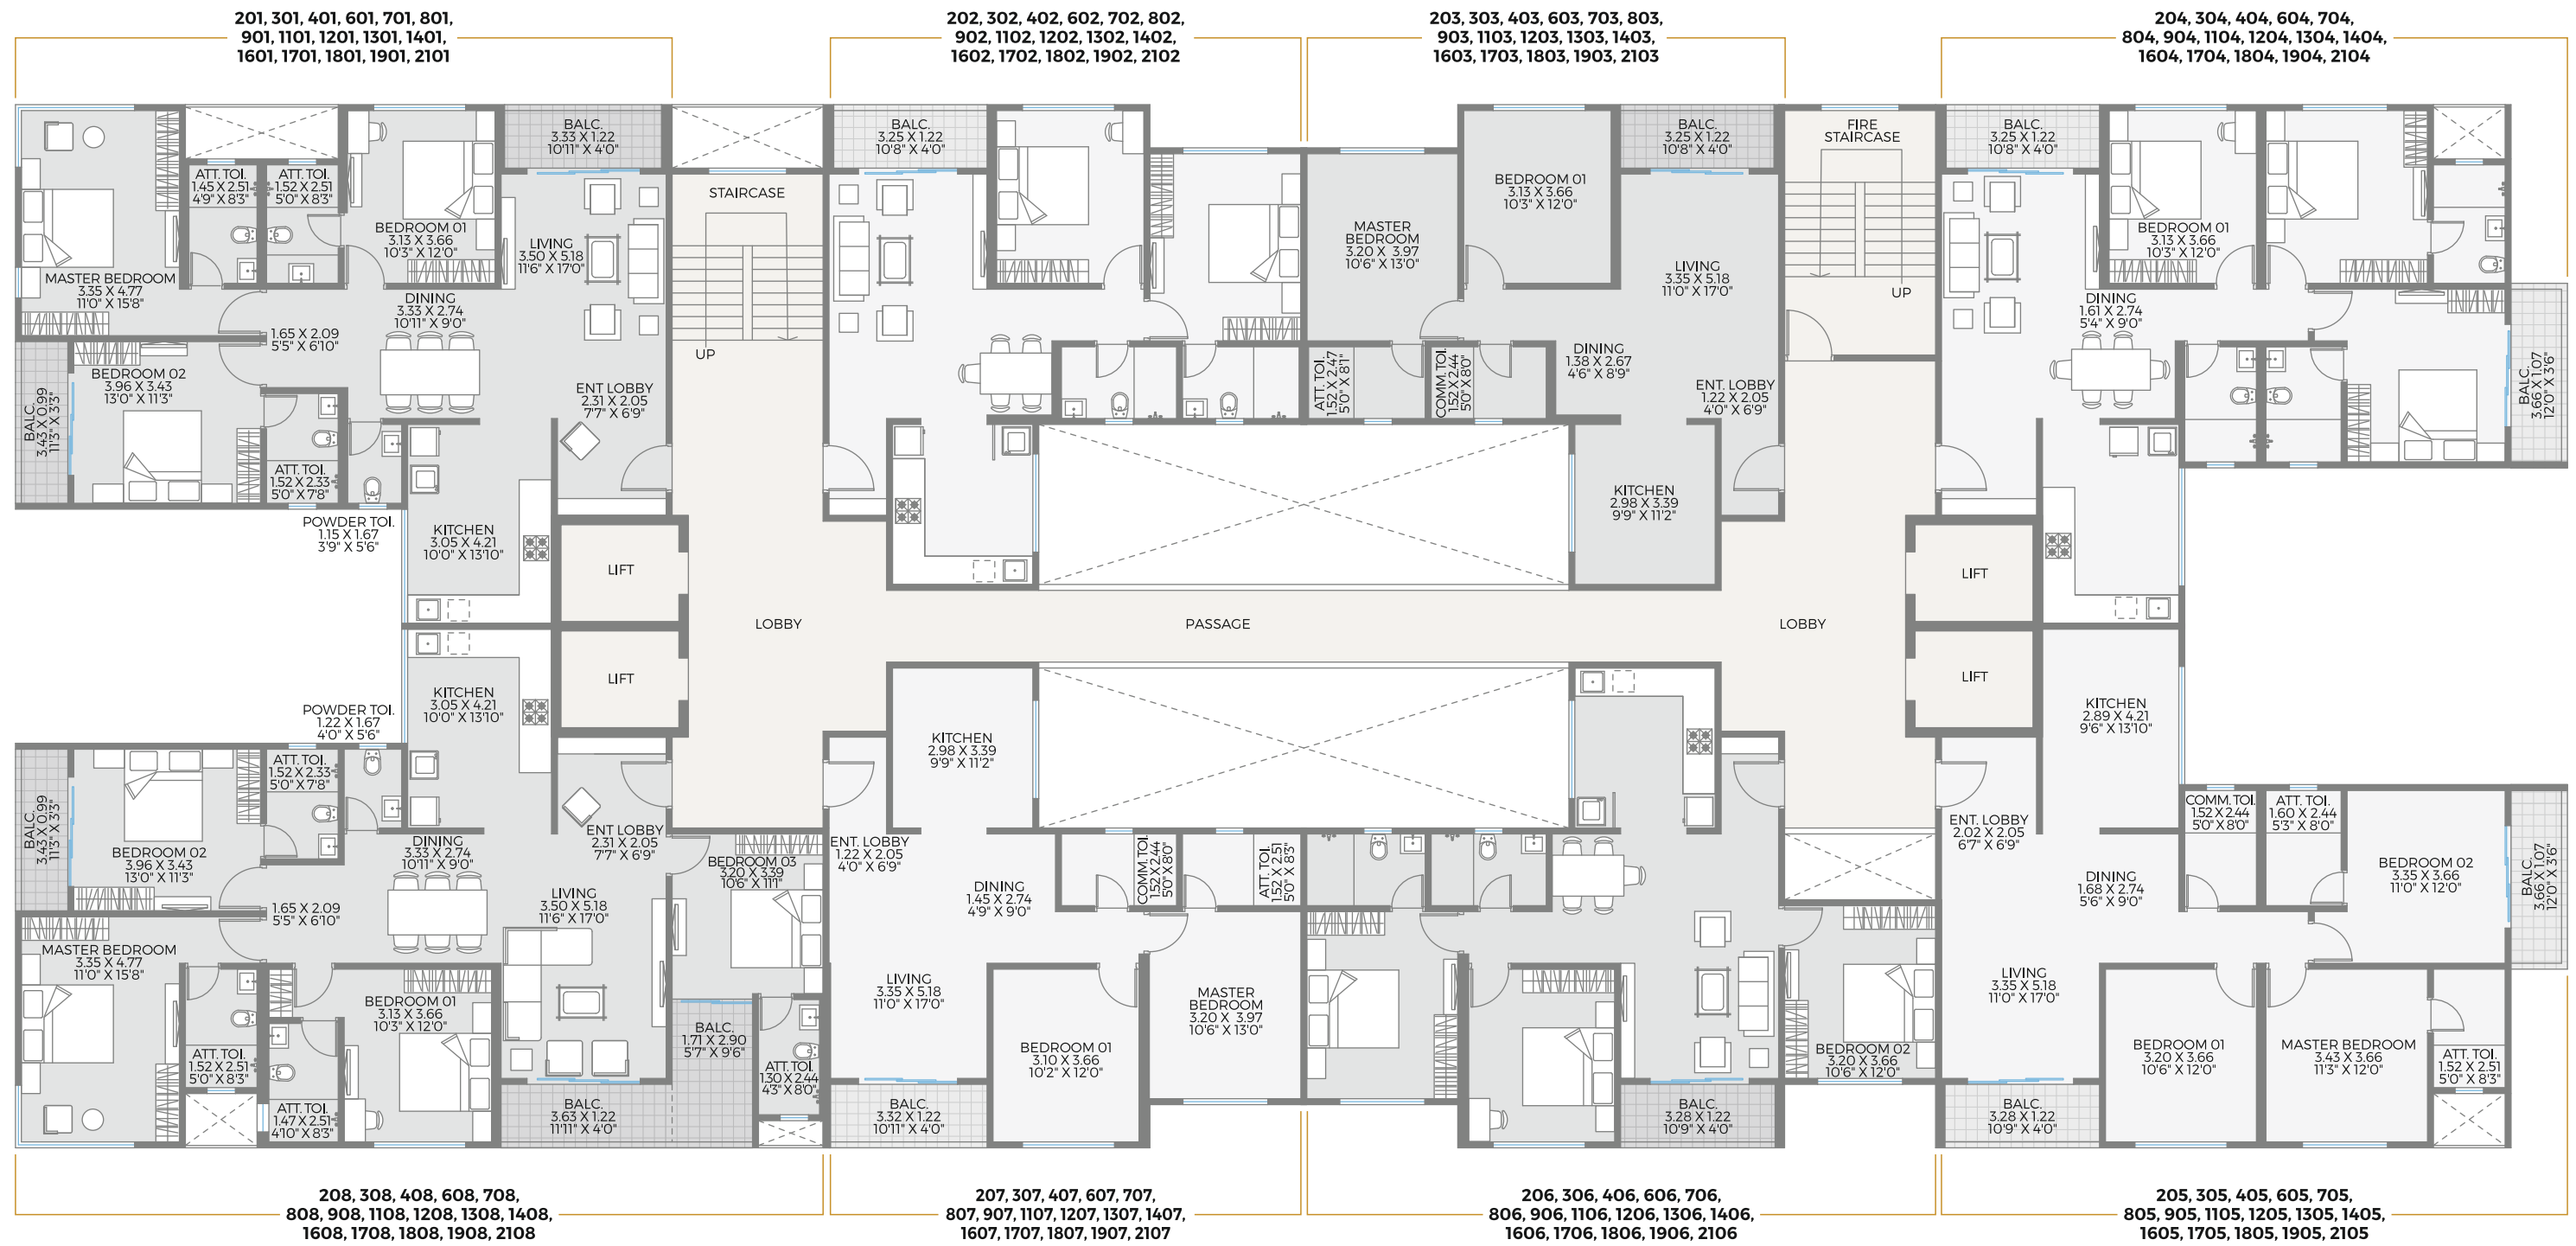 201, 301, 401, 601, 701, 801,
901, 1101, 1201, 1301, 1401,
1601, 1701, 1801, 1901, 2101
202, 302, 402, 602, 702, 802,
902, 1102, 1202, 1302, 1402,
1602, 1702, 1802, 1902, 2102
203, 303, 403, 603, 703, 803,
903, 1103, 1203, 1303, 1403,
1603, 1703, 1803, 1903, 2103
204, 304, 404, 604, 704,
804, 904, 1104, 1204, 1304, 1404,
1604, 1704, 1804, 1904, 2104
BALC.
3.33 X 1.22
10'11" X 4'0"
ATT. TOI.
1.45 X 2.51
4'9" X 8'3"
ATT. TOI.
1.52 X 2.51
5'0" X 8'3"
BEDROOM 01
3.13 X 3.66
10'3" X 12'0"
LIVING
3.50 X 5.18
11'6" X 17'0"
MASTER BEDROOM
3.35 X 4.77
11'0" X 15'8"
DINING
3.33 X 2.74
10'11" X 9'0"
1.65 X 2.09
5'5" X 6'10"
BEDROOM 02
3.96 X 3.43
13'0" X 11'3"
BALC.
3.43 X 0.99
11'3" X 3'3"
ENT LOBBY
2.31 X 2.05
7'7" X 6'9"
ATT. TOI.
1.52 X 2.33
5'0" X 7'8"
POWDER TOI.
1.15 X 1.67
3'9" X 5'6"
KITCHEN
3.05 X 4.21
10'0" X 13'10"
STAIRCASE
UP
LIFT
LIFT
LOBBY
PASSAGE
LOBBY
BALC.
3.25 X 1.22
10'8" X 4'0"
MASTER
BEDROOM
3.20 X 3.97
10'6" X 13'0"
BEDROOM 01
3.13 X 3.66
10'3" X 12'0"
BALC.
3.25 X 1.22
10'8" X 4'0"
LIVING
3.35 X 5.18
11'0" X 17'0"
DINING
1.38 X 2.67
4'6" X 8'9"
ATT. TOI.
1.52 X 2.47
5'0" X 8'1"
COMM. TOI.
1.52 X 2.44
5'0" X 8'0"
ENT. LOBBY
1.22 X 2.05
4'0" X 6'9"
KITCHEN
2.98 X 3.39
9'9" X 11'2"
FIRE
STAIRCASE
UP
BALC.
3.25 X 1.22
10'8" X 4'0"
BEDROOM 01
3.13 X 3.66
10'3" X 12'0"
DINING
1.61 X 2.74
5'4" X 9'0"
BALC.
3.66 X 1.07
12'0" X 3'6"
LIFT
LIFT
KITCHEN
3.05 X 4.21
10'0" X 13'10"
POWDER TOI.
1.22 X 1.67
4'0" X 5'6"
ATT. TOI.
1.52 X 2.33
5'0" X 7'8"
BALC.
3.43 X 0.99
11'3" X 3'3"
BEDROOM 02
3.96 X 3.43
13'0" X 11'3"
DINING
3.33 X 2.74
10'11" X 9'0"
ENT LOBBY
2.31 X 2.05
7'7" X 6'9"
BEDROOM 03
3.20 X 3.39
10'6" X 11'1"
LIVING
3.50 X 5.18
11'6" X 17'0"
1.65 X 2.09
5'5" X 6'10"
MASTER BEDROOM
3.35 X 4.77
11'0" X 15'8"
BEDROOM 01
3.13 X 3.66
10'3" X 12'0"
ATT. TOI.
1.52 X 2.51
5'0" X 8'3"
ATT. TOI.
1.47 X 2.51
4'10" X 8'3"
BALC.
3.63 X 1.22
11'11" X 4'0"
BALC.
1.71 X 2.90
5'7" X 9'6"
ATT. TOI.
1.30 X 2.44
4'3" X 8'0"
KITCHEN
2.98 X 3.39
9'9" X 11'2"
ENT. LOBBY
1.22 X 2.05
4'0" X 6'9"
DINING
1.45 X 2.74
4'9" X 9'0"
COMM. TOI.
1.52 X 2.44
5'0" X 8'0"
ATT. TOI.
1.52 X 2.51
5'0" X 8'3"
LIVING
3.35 X 5.18
11'0" X 17'0"
BALC.
3.32 X 1.22
10'11" X 4'0"
BEDROOM 01
3.10 X 3.66
10'2" X 12'0"
MASTER
BEDROOM
3.20 X 3.97
10'6" X 13'0"
BALC.
3.28 X 1.22
10'9" X 4'0"
BEDROOM 02
3.20 X 3.66
10'6" X 12'0"
KITCHEN
2.89 X 4.21
9'6" X 13'10"
ENT. LOBBY
2.02 X 2.05
6'7" X 6'9"
COMM. TOI.
1.52 X 2.44
5'0" X 8'0"
ATT. TOI.
1.60 X 2.44
5'3" X 8'0"
BEDROOM 02
3.35 X 3.66
11'0" X 12'0"
BALC.
3.66 X 1.07
12'0" X 3'6"
DINING
1.68 X 2.74
5'6" X 9'0"
LIVING
3.35 X 5.18
11'0" X 17'0"
BEDROOM 01
3.20 X 3.66
10'6" X 12'0"
MASTER BEDROOM
3.43 X 3.66
11'3" X 12'0"
ATT. TOI.
1.52 X 2.51
5'0" X 8'3"
BALC.
3.28 X 1.22
10'9" X 4'0"
208, 308, 408, 608, 708,
808, 908, 1108, 1208, 1308, 1408,
1608, 1708, 1808, 1908, 2108
207, 307, 407, 607, 707,
807, 907, 1107, 1207, 1307, 1407,
1607, 1707, 1807, 1907, 2107
206, 306, 406, 606, 706,
806, 906, 1106, 1206, 1306, 1406,
1606, 1706, 1806, 1906, 2106
205, 305, 405, 605, 705,
805, 905, 1105, 1205, 1305, 1405,
1605, 1705, 1805, 1905, 2105